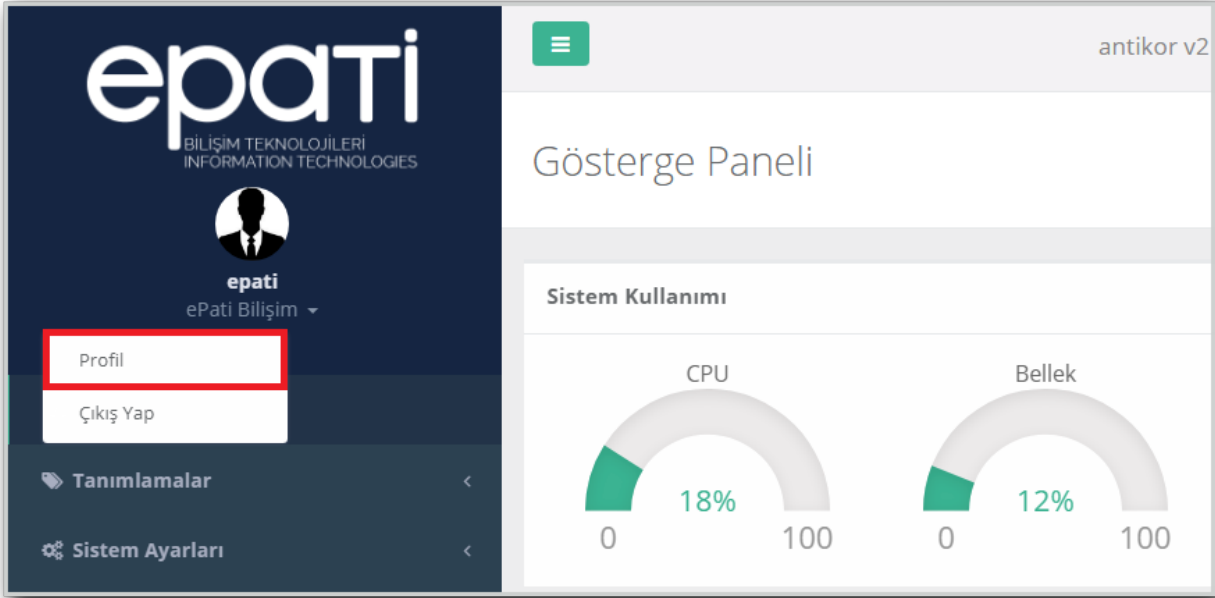 epati
BİLİŞİM TEKNOLOJİLERİ
INFORMATION TECHNOLOGIES
epati
ePati Bilişim
Profil
Çıkış Yap
Tanımlamalar
Sistem Ayarları
antikor v2
Gösterge Paneli
Sistem Kullanımı
CPU
18%
0 100
Bellek
12%
0 100